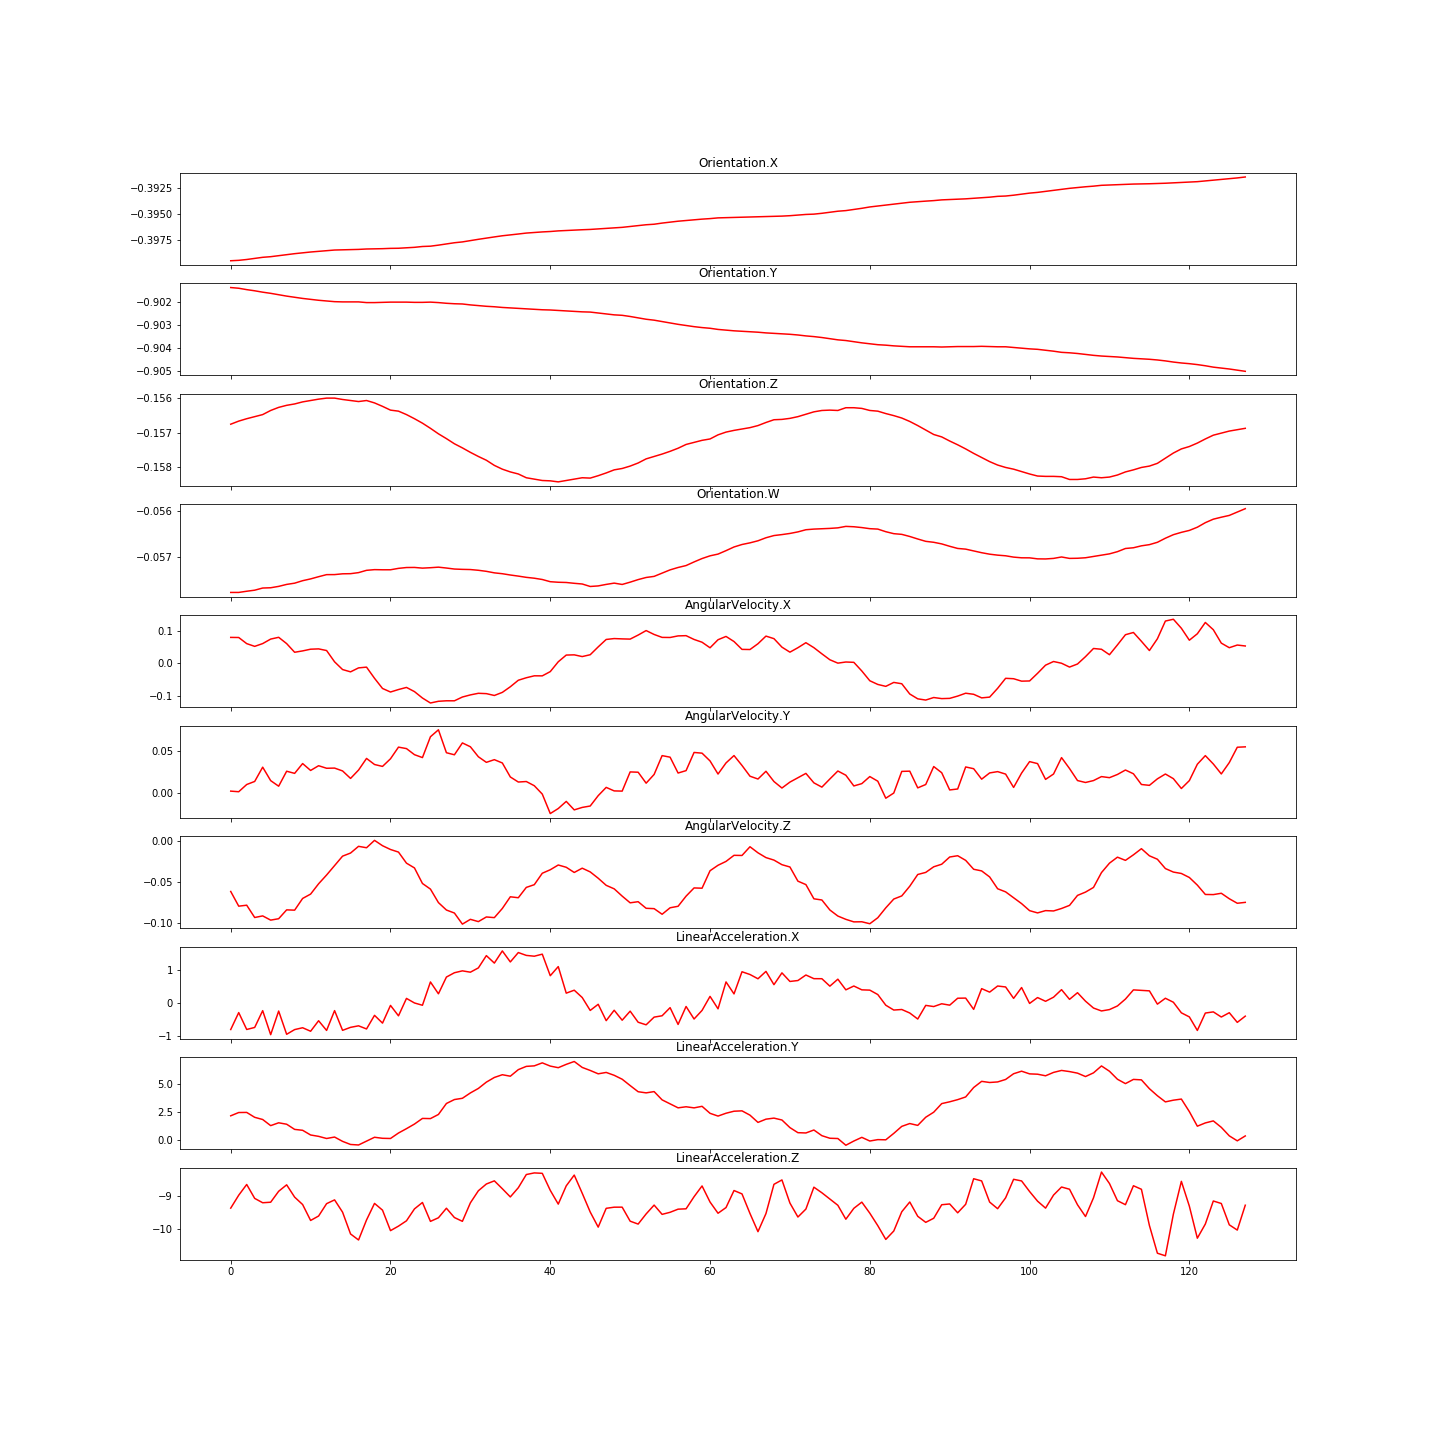 Orientation.X
−0.3925
−0.3950
−0.3975
Orientation.Y
−0.902
−0.903
−0.904
−0.905
Orientation.Z
−0.156
−0.157
−0.158
Orientation.W
−0.056
−0.057
AngularVelocity.X
0.1
0.0
−0.1
AngularVelocity.Y
0.05
0.00
AngularVelocity.Z
0.00
−0.05
−0.10
LinearAcceleration.X
1
0
−1
LinearAcceleration.Y
5.0
2.5
0.0
LinearAcceleration.Z
−9
−10
0 20 40 60 80 100 120